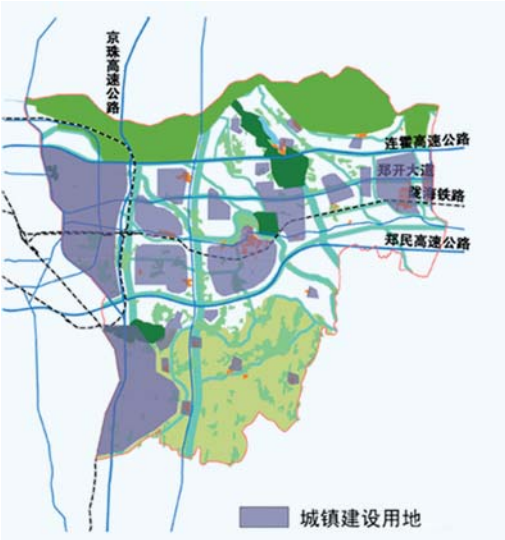 京珠高速公路
连霍高速公路
郑开大道
陇海铁路
郑民高速公路
城镇建设用地